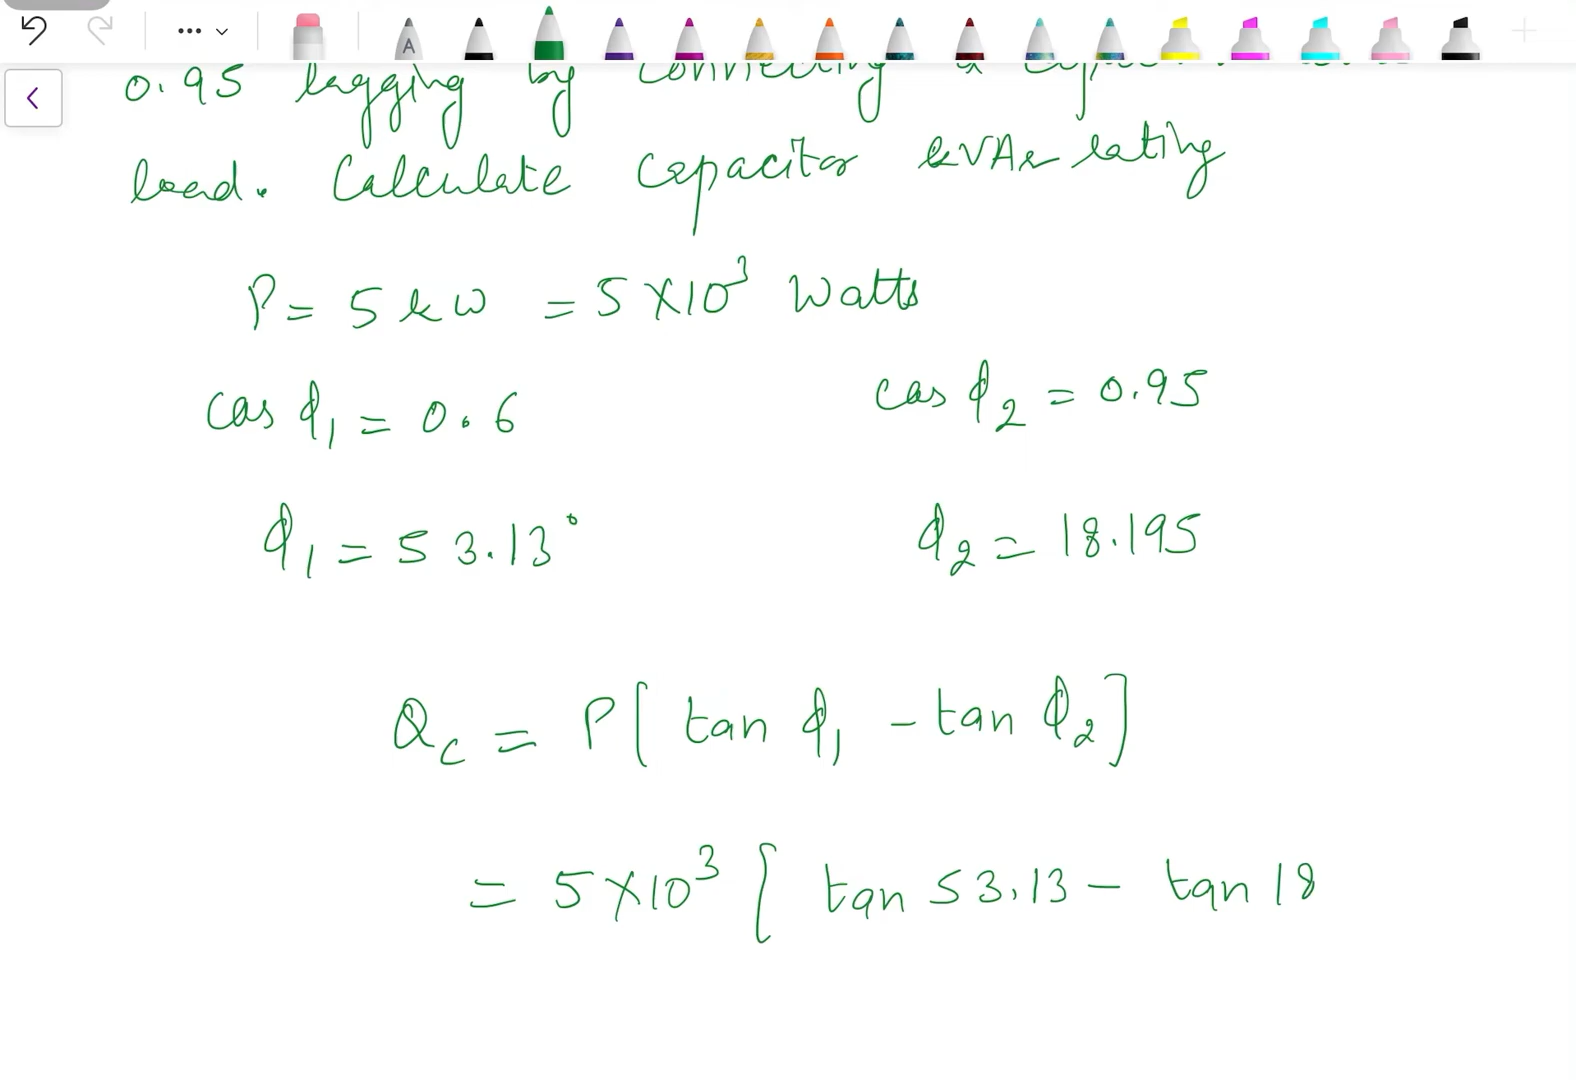 0.95 lagging by connecting a
load. Calculate capacitor kVAr rating
P = 5 kW = 5 × 10³ Watts
cos ϕ₁ = 0.6
cos ϕ₂ = 0.95
ϕ₁ = 53.13°
ϕ₂ = 18.195
Q_c = P [ tan ϕ₁ - tan ϕ₂ ]
= 5 × 10³ [ tan 53.13 - tan 18